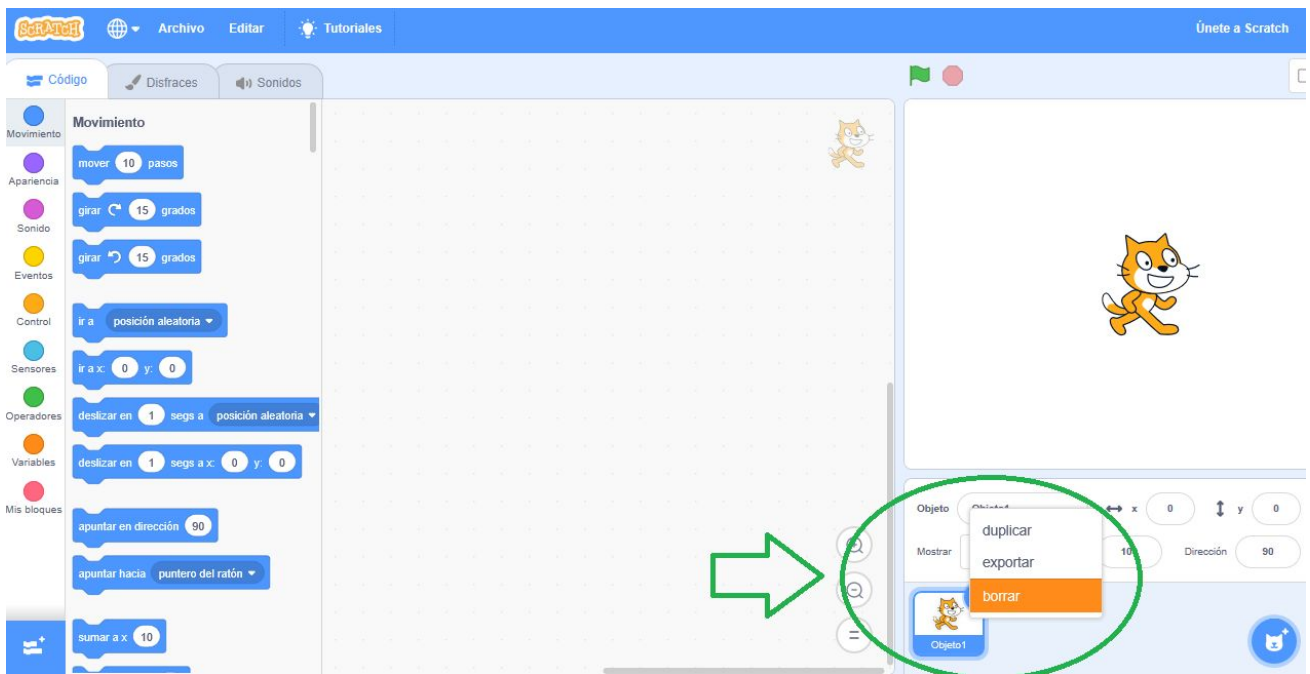 SCRATCH Archivo Editar Tutoriales Únete a Scratch
Código Disfraces Sonidos
Movimiento
Apariencia
Sonido
Eventos
Control
Sensores
Operadores
Variables
Mis bloques
Movimiento
mover 10 pasos
girar 15 grados
girar 15 grados
ir a posición aleatoria
ir a x: 0 y: 0
deslizar en 1 segs a posición aleatoria
deslizar en 1 segs a x: 0 y: 0
apuntar en dirección 90
apuntar hacia puntero del ratón
sumar a x 10
Objeto x 0 y 0
Mostrar Dirección 90
duplicar
exportar
borrar
Objeto1